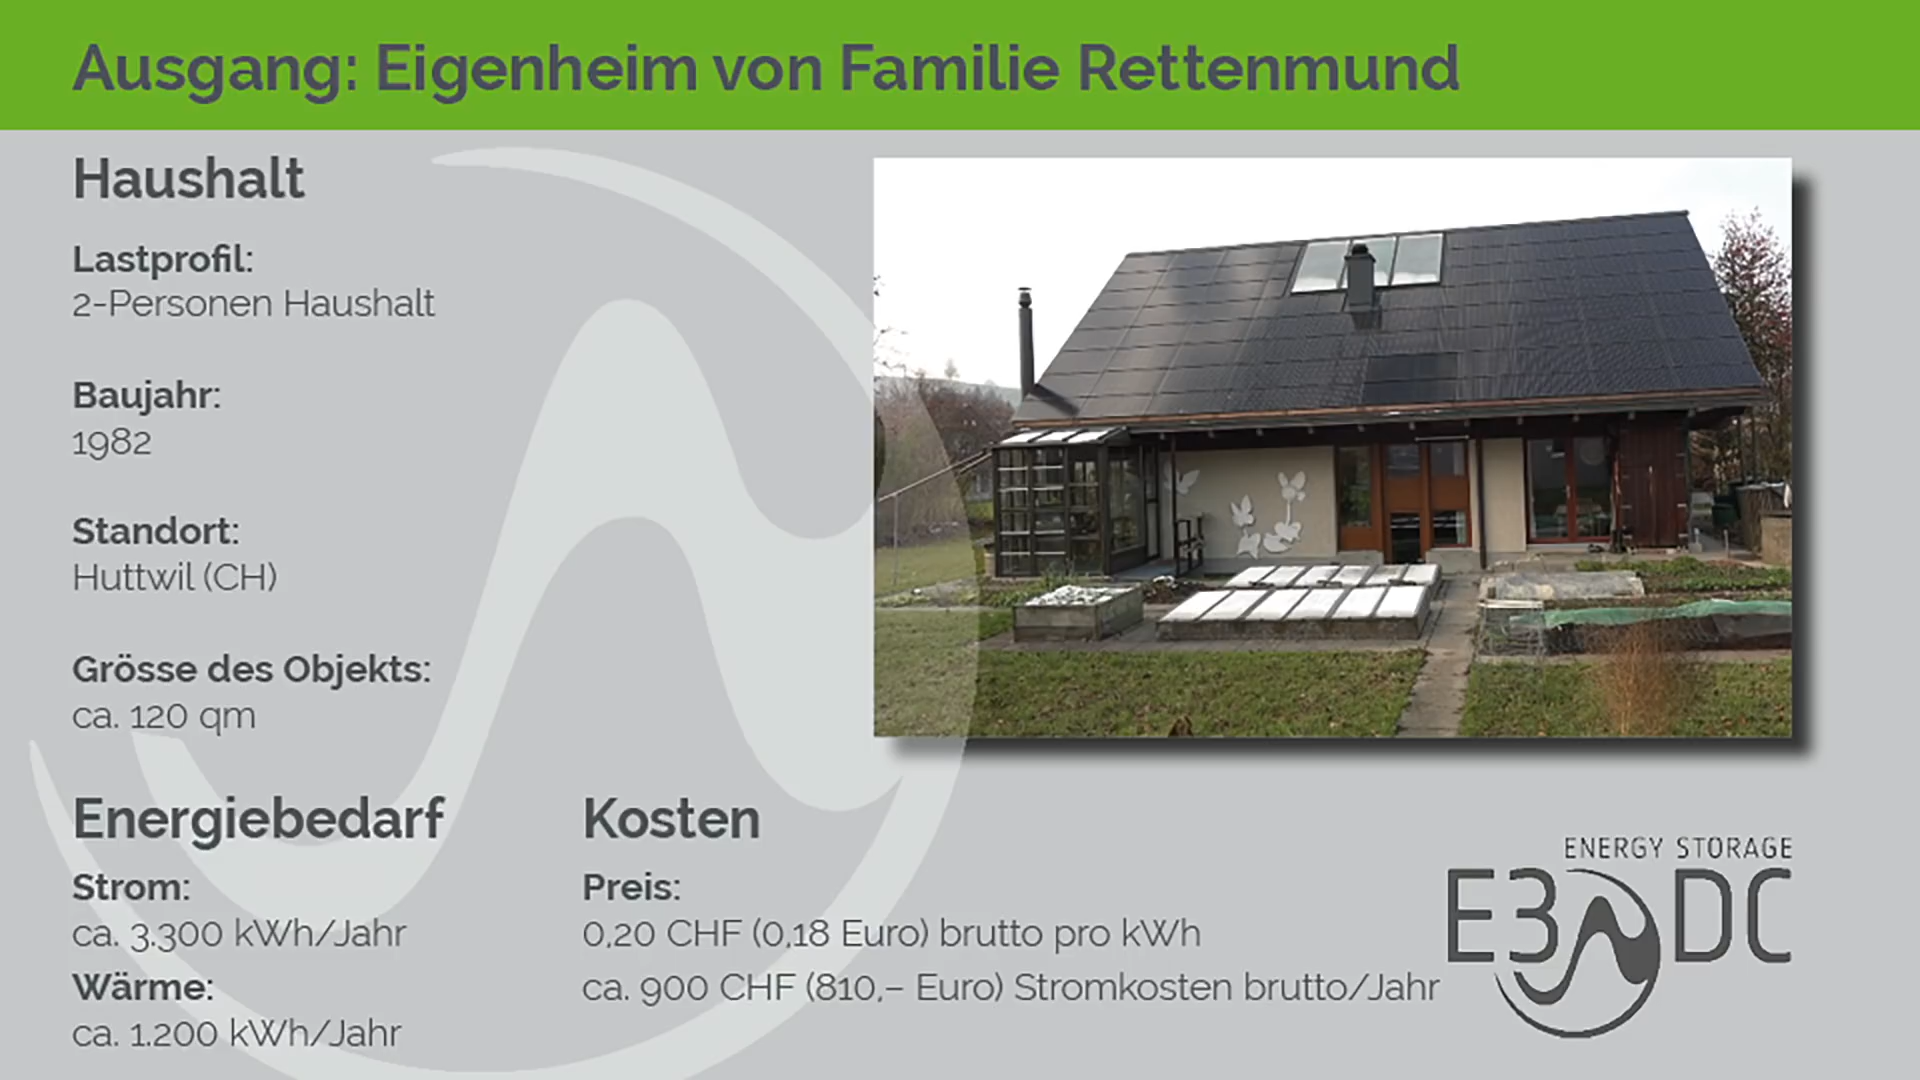 Ausgang: Eigenheim von Familie Rettenmund
Haushalt
Lastprofil:
2-Personen Haushalt
Baujahr:
1982
Standort:
Huttwil (CH)
Grösse des Objekts:
ca. 120 qm
Energiebedarf
Strom:
ca. 3.300 kWh/Jahr
Wärme:
ca. 1.200 kWh/Jahr
Kosten
Preis:
0,20 CHF (0,18 Euro) brutto pro kWh
ca. 900 CHF (810,– Euro) Stromkosten brutto/Jahr
ENERGY STORAGE
E3 DC